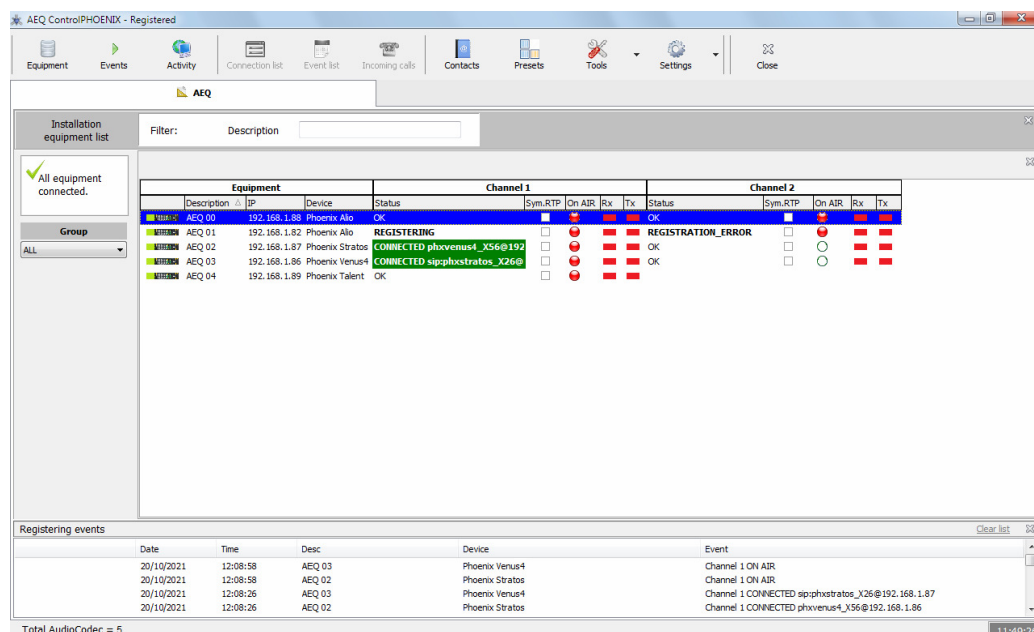 AEQ ControlPHOENIX - Registered
Equipment Events Activity Connection list Event list Incoming calls Contacts Presets Tools Settings Close
AEQ
Installation equipment list
Filter: Description
All equipment connected.
Group
ALL
Equipment Channel 1 Channel 2
Description IP Device Status Sym.RTP On AIR Rx Tx Status Sym.RTP On AIR Rx Tx
AEQ 00 192.168.1.88 Phoenix Alio OK OK
AEQ 01 192.168.1.82 Phoenix Alio REGISTERING REGISTRATION_ERROR
AEQ 02 192.168.1.87 Phoenix Stratos CONNECTED phxvenus4_X56@192 OK
AEQ 03 192.168.1.86 Phoenix Venus4 CONNECTED sip:phxstratos_X26@ OK
AEQ 04 192.168.1.89 Phoenix Talent OK
Registering events Clear list
Date Time Desc Device Event
20/10/2021 12:08:58 AEQ 03 Phoenix Venus4 Channel 1 ON AIR
20/10/2021 12:08:58 AEQ 02 Phoenix Stratos Channel 1 ON AIR
20/10/2021 12:08:26 AEQ 03 Phoenix Venus4 Channel 1 CONNECTED sip:phxstratos_X26@192.168.1.87
20/10/2021 12:08:26 AEQ 02 Phoenix Stratos Channel 1 CONNECTED phxvenus4_X56@192.168.1.86
Total AudioCodec = 5